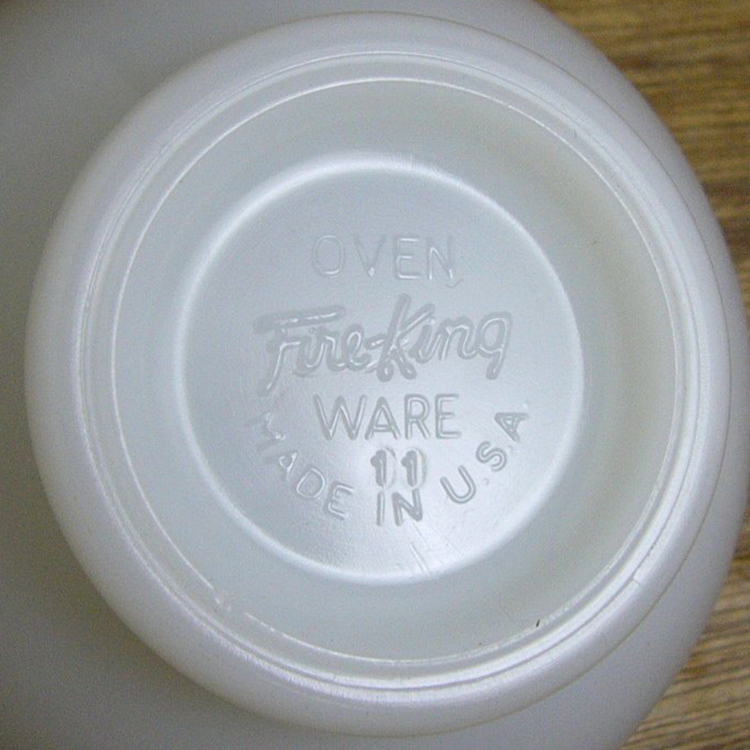 OVEN
Fire-King
WARE
11
MADE IN U.S.A